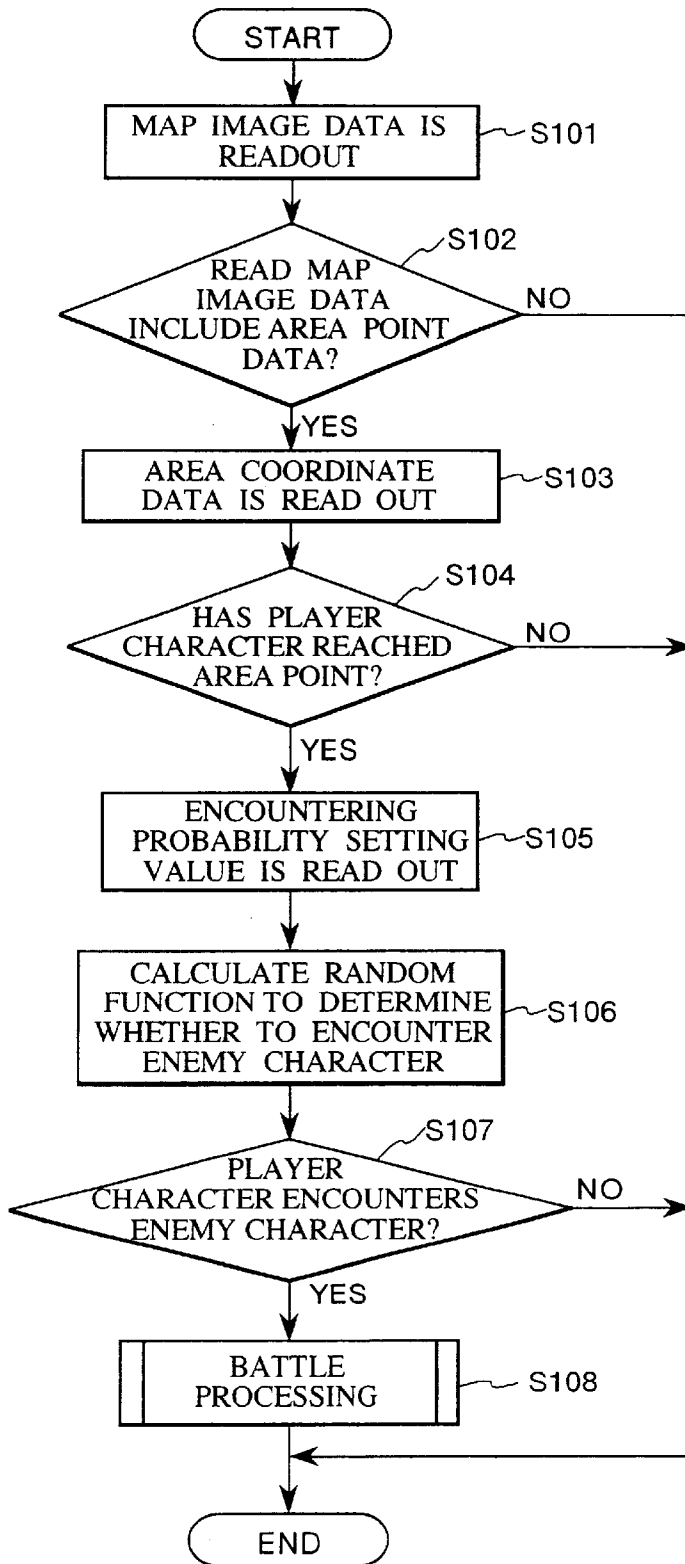 START
MAP IMAGE DATA IS
READOUT
S101
S102
READ MAP
IMAGE DATA
INCLUDE AREA POINT
DATA?
NO
YES
AREA COORDINATE
DATA IS READ OUT
S103
S104
HAS PLAYER
CHARACTER REACHED
AREA POINT?
NO
YES
ENCOUNTERING
PROBABILITY SETTING
VALUE IS READ OUT
S105
CALCULATE RANDOM
FUNCTION TO DETERMINE
WHETHER TO ENCOUNTER
ENEMY CHARACTER
S106
S107
PLAYER
CHARACTER ENCOUNTERS
ENEMY CHARACTER?
NO
YES
BATTLE
PROCESSING
S108
END